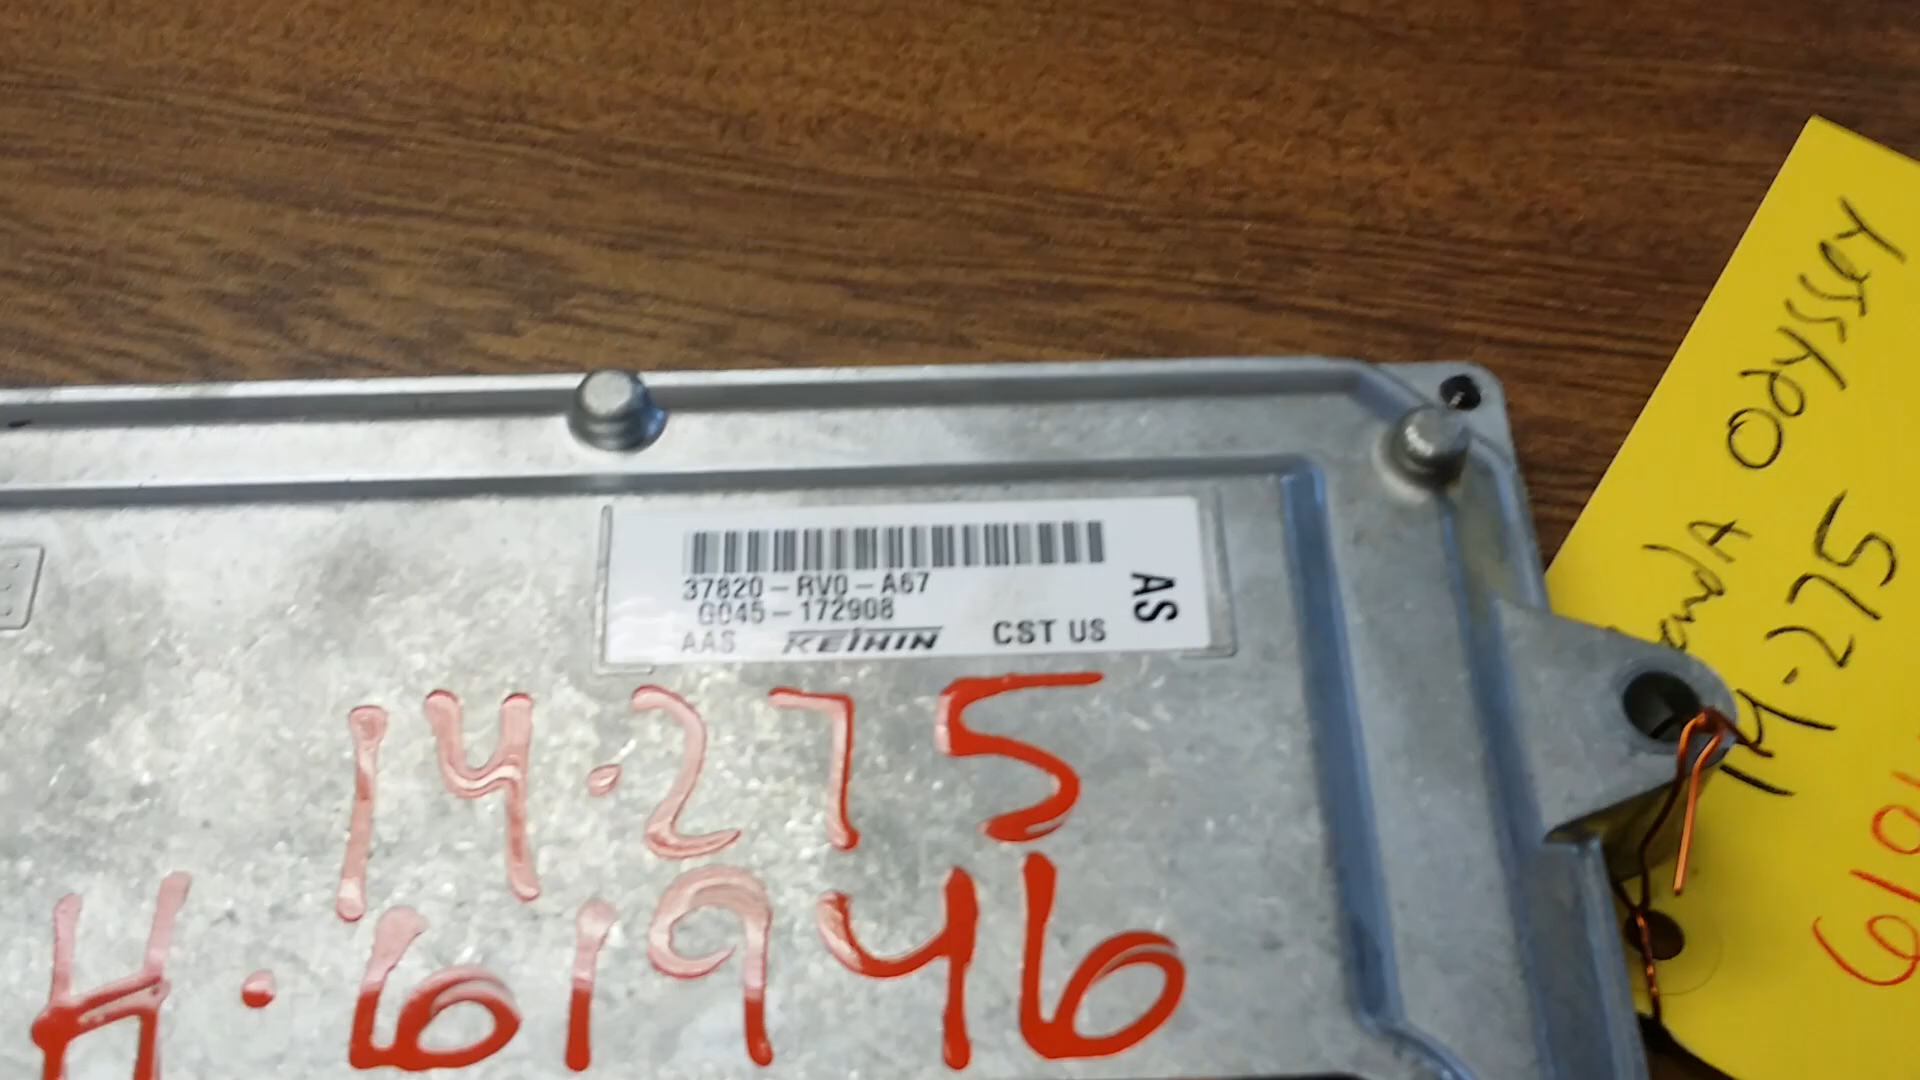 37820-RV0-A67
G045-172908
AAS KEIHIN CST US
AS
14.275
H.61946
Odyssey
14.275